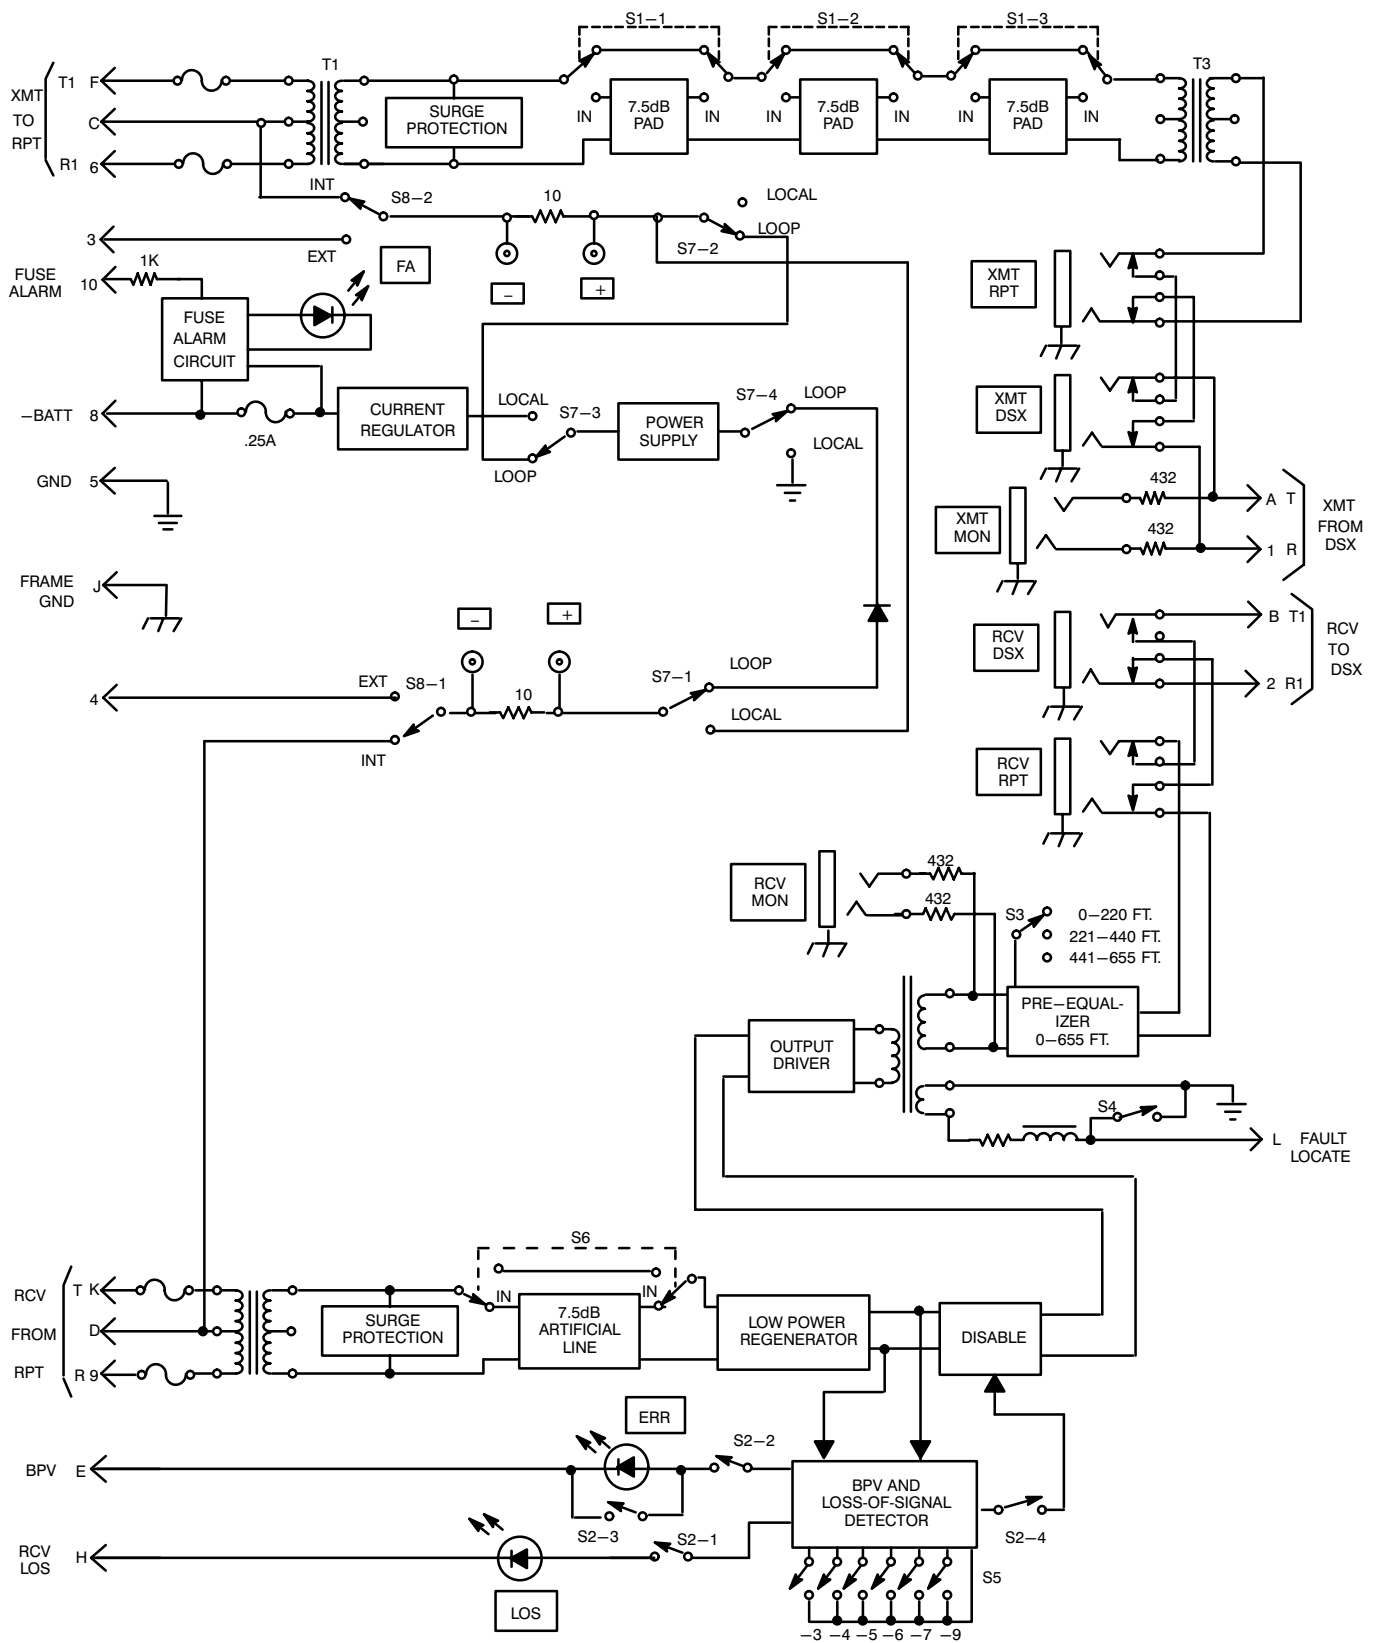 S1–1
S1–2
S1–3
T1 F
T1
T3
XMT
TO
RPT
C
R1 6
SURGE
PROTECTION
IN
7.5dB
PAD
IN
IN
7.5dB
PAD
IN
IN
7.5dB
PAD
IN
INT
S8–2
10
LOCAL
LOOP
3
EXT
FA
S7–2
FUSE
ALARM
10
1K
–
+
XMT
RPT
FUSE
ALARM
CIRCUIT
–BATT 8
.25A
CURRENT
REGULATOR
LOCAL
S7–3
LOOP
POWER
SUPPLY
S7–4
LOOP
LOCAL
XMT
DSX
GND 5
432
A T
XMT
MON
432
1 R
XMT
FROM
DSX
FRAME
GND
J
–
+
RCV
DSX
B T1
RCV
TO
DSX
2 R1
4
EXT
S8–1
10
S7–1
LOOP
LOCAL
INT
RCV
RPT
RCV
MON
432
432
S3
0–220 FT.
221–440 FT.
441–655 FT.
OUTPUT
DRIVER
PRE–EQUAL-
IZER
0–655 FT.
S4
L FAULT
LOCATE
S6
RCV
FROM
RPT
T K
D
R 9
SURGE
PROTECTION
IN
7.5dB
ARTIFICIAL
LINE
IN
LOW POWER
REGENERATOR
DISABLE
ERR
BPV E
S2–2
S2–3
BPV AND
LOSS-OF-SIGNAL
DETECTOR
S2–4
RCV
LOS
H
S2–1
LOS
S5
–3 –4 –5 –6 –7 –9